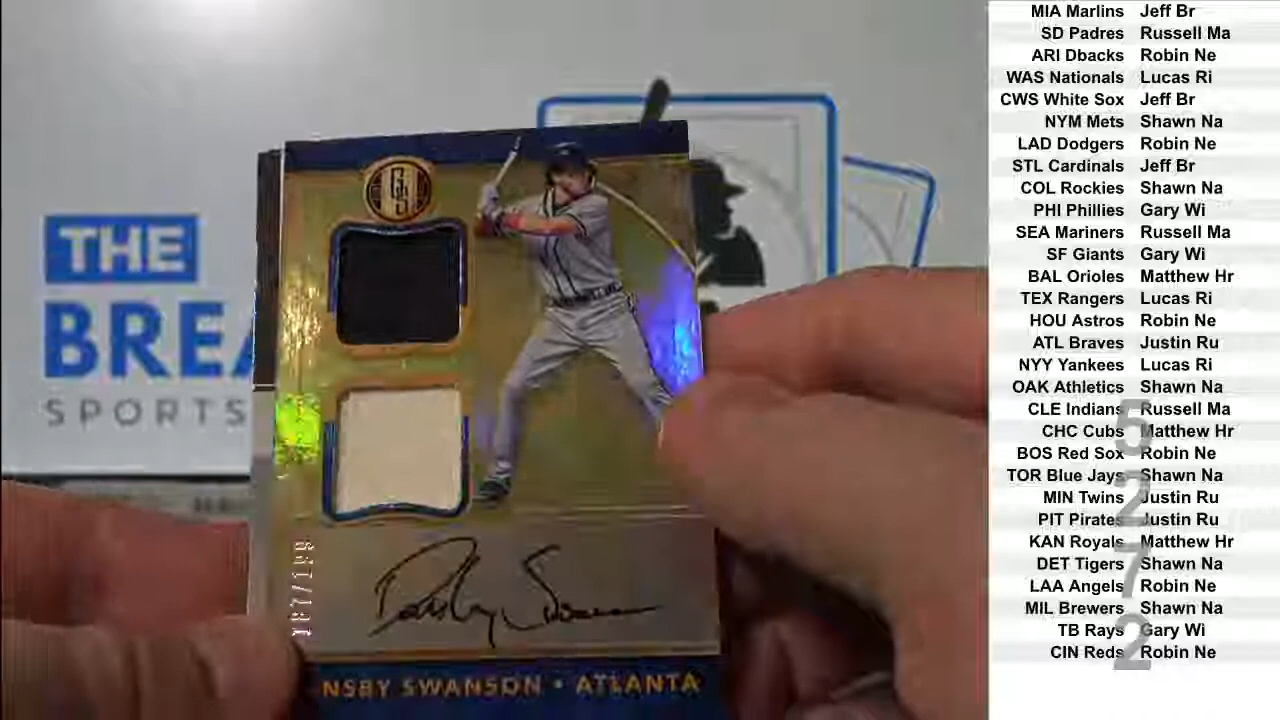 THE
BREA
SPORTS
GS
187/199
Dansby Swanson
NSBY SWANSON • ATLANTA
MIA Marlins Jeff Br
SD Padres Russell Ma
ARI Dbacks Robin Ne
WAS Nationals Lucas Ri
CWS White Sox Jeff Br
NYM Mets Shawn Na
LAD Dodgers Robin Ne
STL Cardinals Jeff Br
COL Rockies Shawn Na
PHI Phillies Gary Wi
SEA Mariners Russell Ma
SF Giants Gary Wi
BAL Orioles Matthew Hr
TEX Rangers Lucas Ri
HOU Astros Robin Ne
ATL Braves Justin Ru
NYY Yankees Lucas Ri
OAK Athletics Shawn Na
CLE Indians Russell Ma
CHC Cubs Matthew Hr
BOS Red Sox Robin Ne
TOR Blue Jays Shawn Na
MIN Twins Justin Ru
PIT Pirates Justin Ru
KAN Royals Matthew Hr
DET Tigers Shawn Na
LAA Angels Robin Ne
MIL Brewers Shawn Na
TB Rays Gary Wi
CIN Reds Robin Ne
5272